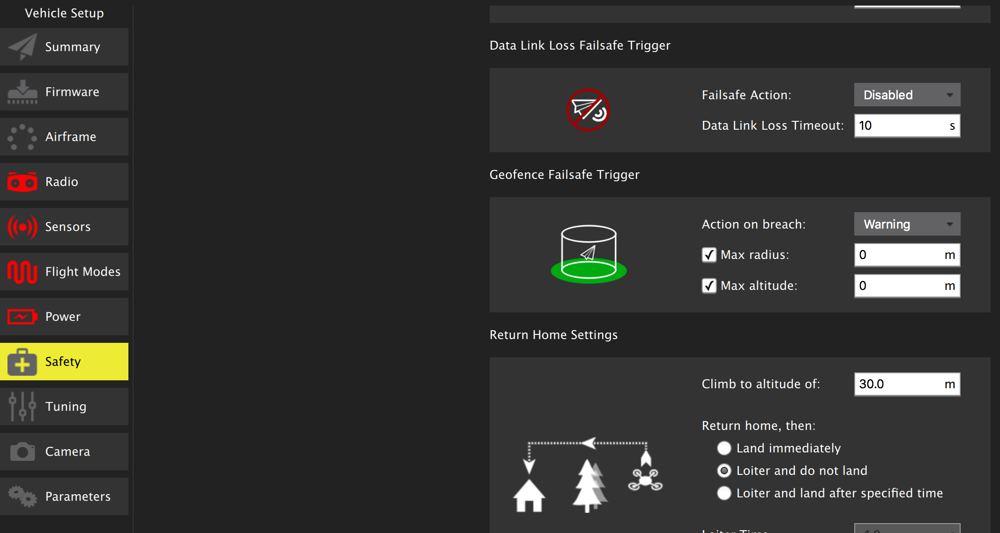 Vehicle Setup
Summary
Firmware
Airframe
Radio
Sensors
Flight Modes
Power
Safety
Tuning
Camera
Parameters
Data Link Loss Failsafe Trigger
Failsafe Action: Disabled
Data Link Loss Timeout: 10 s
Geofence Failsafe Trigger
Action on breach: Warning
Max radius: 0 m
Max altitude: 0 m
Return Home Settings
Climb to altitude of: 30.0 m
Return home, then:
Land immediately
Loiter and do not land
Loiter and land after specified time
Loiter Time